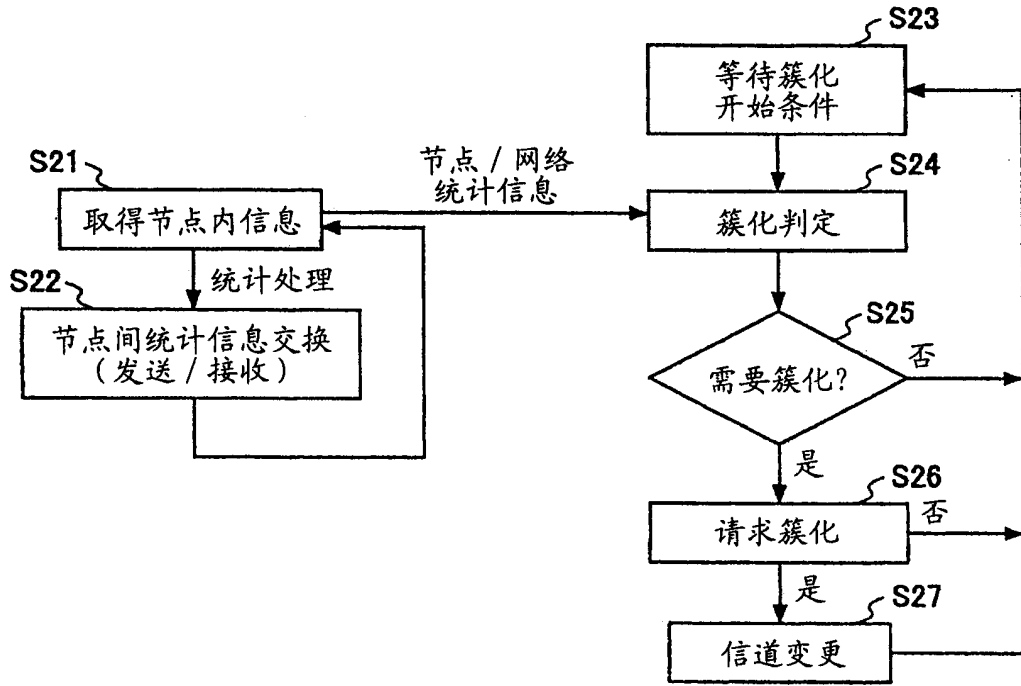 S21
取得节点内信息
统计处理
S22
节点间统计信息交换
(发送/接收)
节点/网络
统计信息
S23
等待簇化
开始条件
S24
簇化判定
S25
需要簇化?
否
是
S26
请求簇化
否
是
S27
信道变更